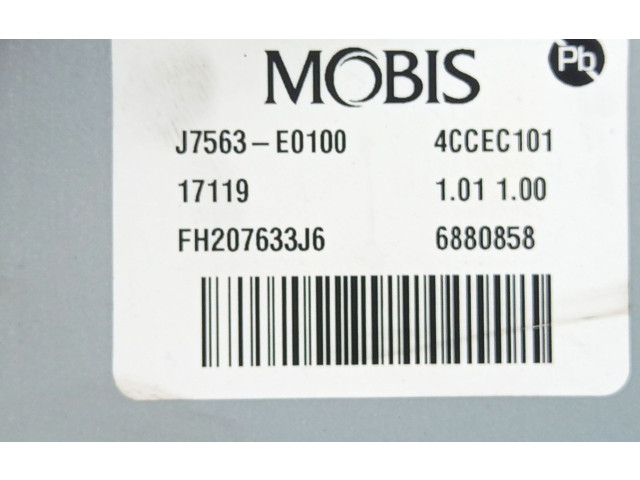 MOBIS Pb
J7563-E0100 4CCEC101
17119 1.01 1.00
FH207633J6 6880858